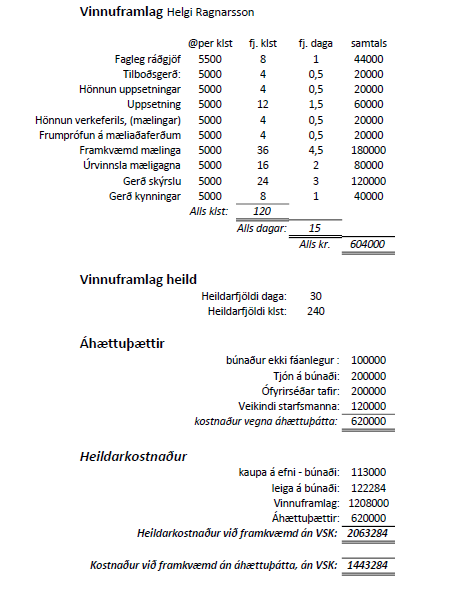 Vinnuframlag Helgi Ragnarsson
@per klst fj. klst fj. daga samtals
Fagleg ráðgjöf 5500 8 1 44000
Tilboðsgerð: 5000 4 0,5 20000
Hönnun uppsetningar 5000 4 0,5 20000
Uppsetning 5000 12 1,5 60000
Hönnun verkeferils, (mælingar) 5000 4 0,5 20000
Frumprófun á mæliaðaferðum 5000 4 0,5 20000
Framkvæmd mælinga 5000 36 4,5 180000
Úrvinnsla mæligagna 5000 16 2 80000
Gerð skýrslu 5000 24 3 120000
Gerð kynningar 5000 8 1 40000
Alls klst: 120
Alls dagar: 15
Alls kr. 604000
Vinnuframlag heild
Heildarfjöldi daga: 30
Heildarfjöldi klst: 240
Áhættuþættir
búnaður ekki fáanlegur : 100000
Tjón á búnaði: 200000
Ófyrirséðar tafir: 200000
Veikindi starfsmanna: 120000
kostnaður vegna áhættuþátta: 620000
Heildarkostnaður
kaupa á efni - búnaði: 113000
leiga á búnaði: 122284
Vinnuframlag: 1208000
Áhættuþættir: 620000
Heildarkostnaður við framkvæmd án VSK: 2063284
Kostnaður við framkvæmd án áhættuþátta, án VSK: 1443284